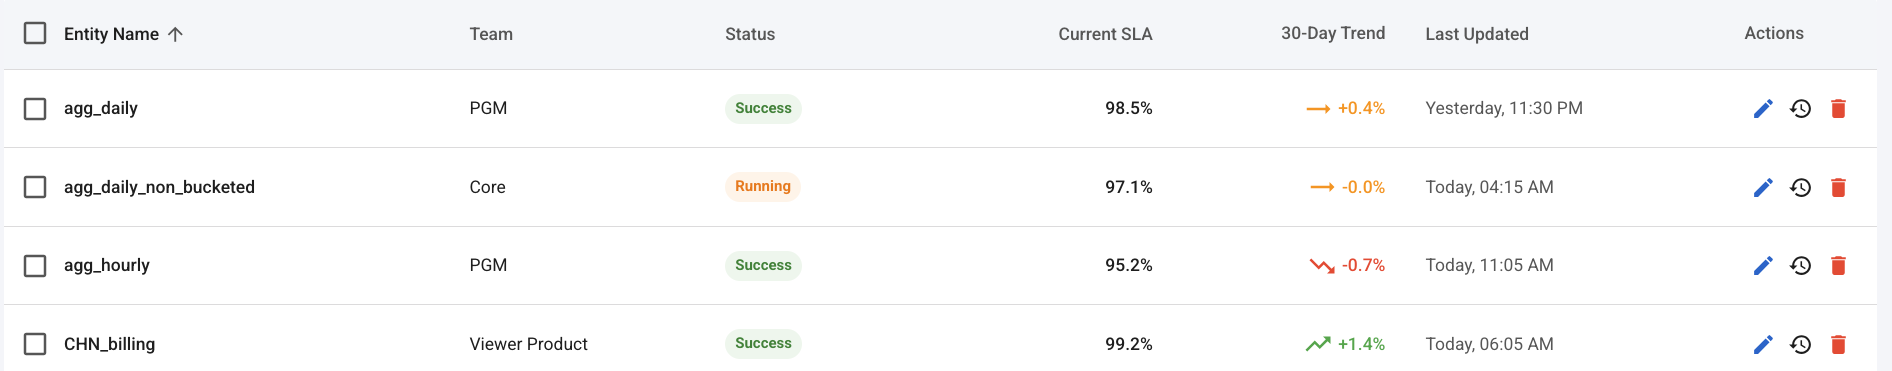 Entity Name Team Status Current SLA 30-Day Trend Last Updated Actions
agg_daily PGM Success 98.5% +0.4% Yesterday, 11:30 PM
agg_daily_non_bucketed Core Running 97.1% -0.0% Today, 04:15 AM
agg_hourly PGM Success 95.2% -0.7% Today, 11:05 AM
CHN_billing Viewer Product Success 99.2% +1.4% Today, 06:05 AM